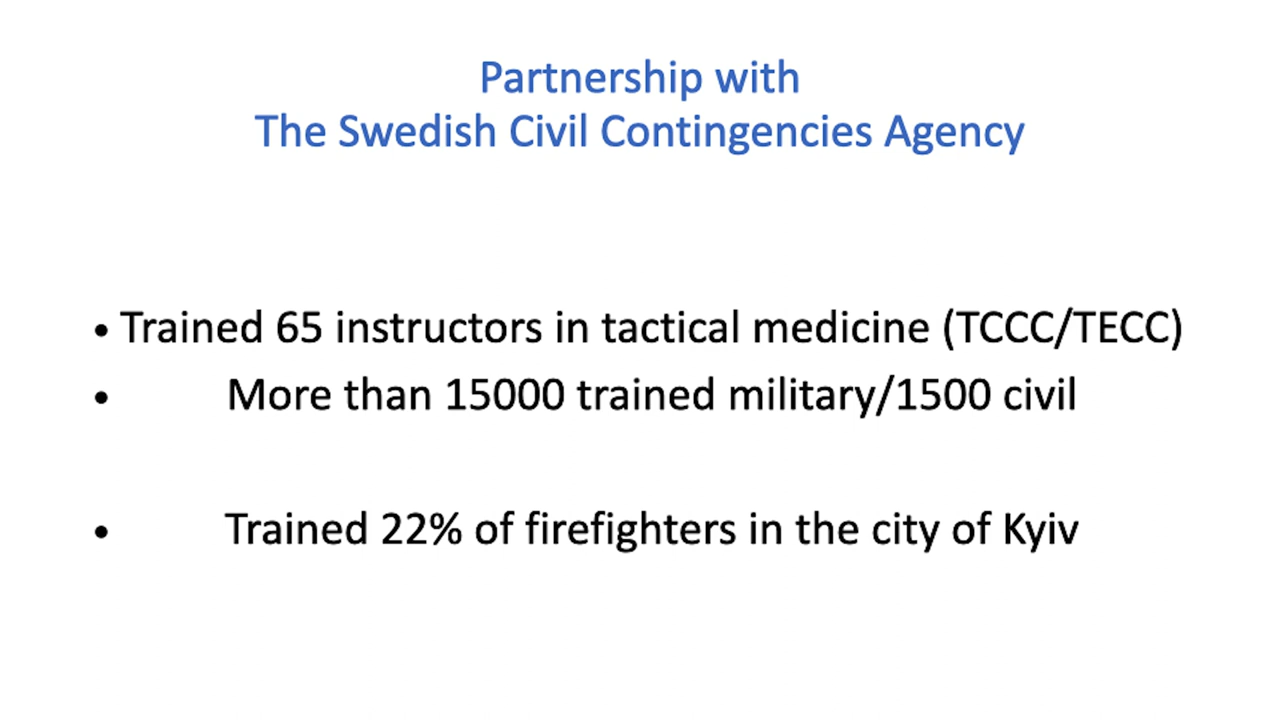 Partnership with
The Swedish Civil Contingencies Agency
• Trained 65 instructors in tactical medicine (TCCC/TECC)
• More than 15000 trained military/1500 civil
• Trained 22% of firefighters in the city of Kyiv